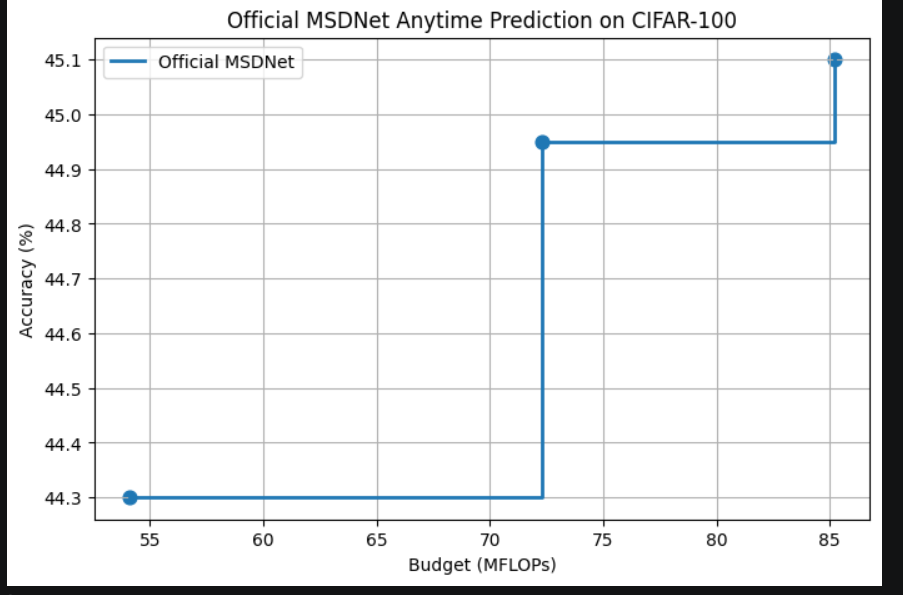 Official MSDNet Anytime Prediction on CIFAR-100
Official MSDNet
45.1
45.0
44.9
44.8
44.7
44.6
44.5
44.4
44.3
Accuracy (%)
55 60 65 70 75 80 85
Budget (MFLOPs)